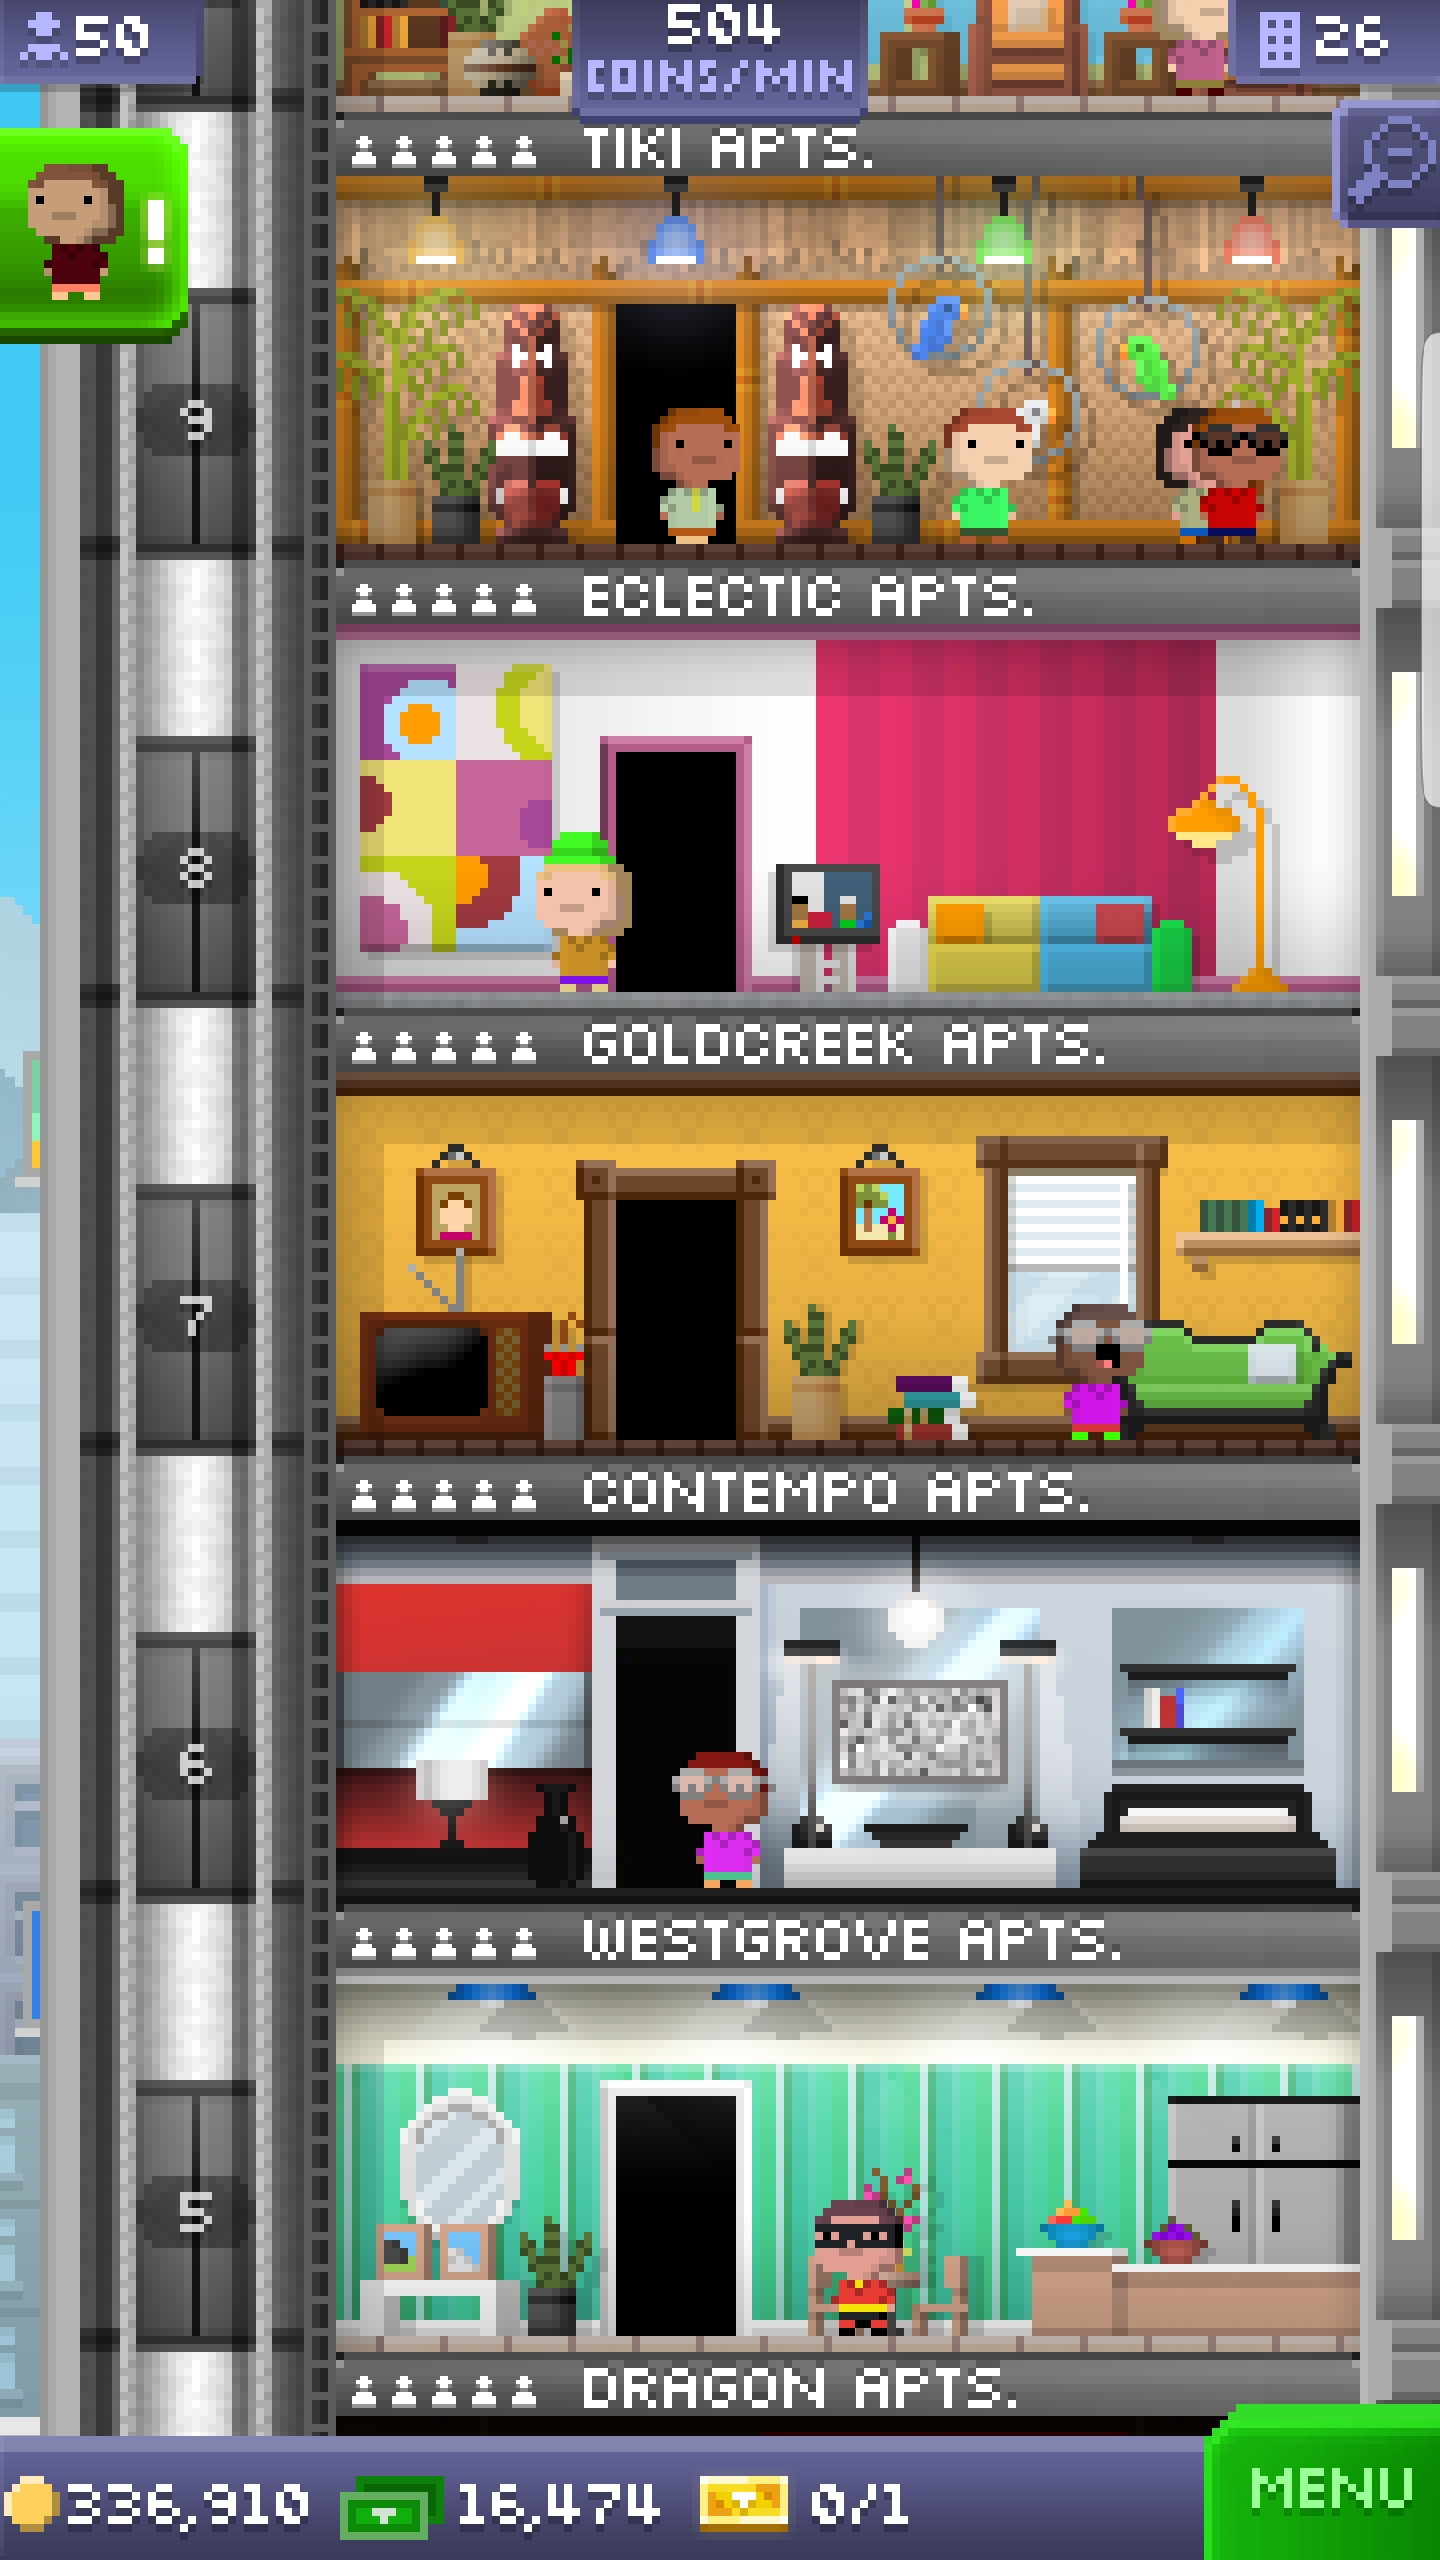 50
504
COINS/MIN
26
TIKI APTS.
!
9
ECLECTIC APTS.
8
GOLDCREEK APTS.
7
CONTEMPO APTS.
6
WESTGROVE APTS.
5
DRAGON APTS.
336,910 16,474 0/1 MENU